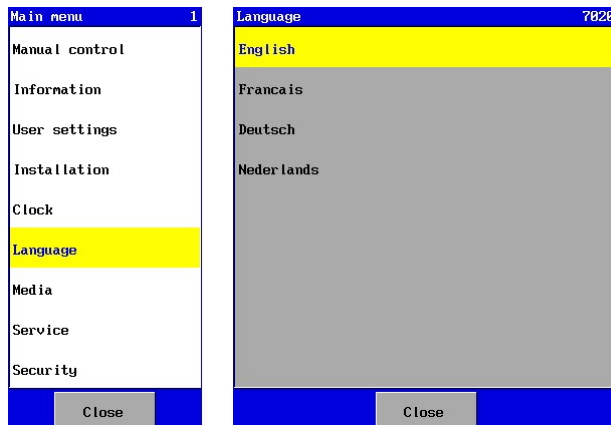 Main menu 1
Manual control
Information
User settings
Installation
Clock
Language
Media
Service
Security
Close
Language 7020
English
Francais
Deutsch
Nederlands
Close